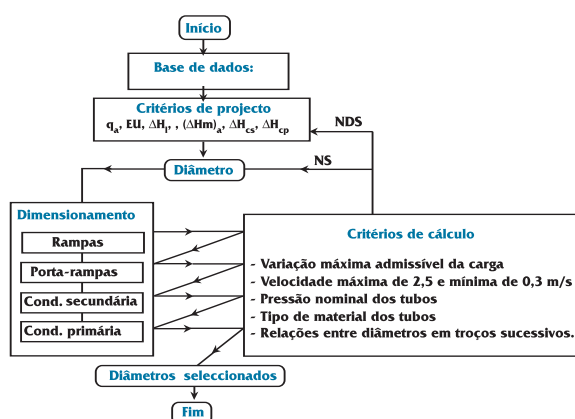 Início
Base de dados:
Critérios de projecto
qa, EU, ΔHl, , (ΔHm)a, ΔHcs, ΔHcp
NDS
NS
Diâmetro
Dimensionamento
Rampas
Porta-rampas
Cond. secundária
Cond. primária
Critérios de cálculo
- Variação máxima admissível da carga
- Velocidade máxima de 2,5 e mínima de 0,3 m/s
- Pressão nominal dos tubos
- Tipo de material dos tubos
- Relações entre diâmetros em troços sucessivos.
Diâmetros seleccionados
Fim